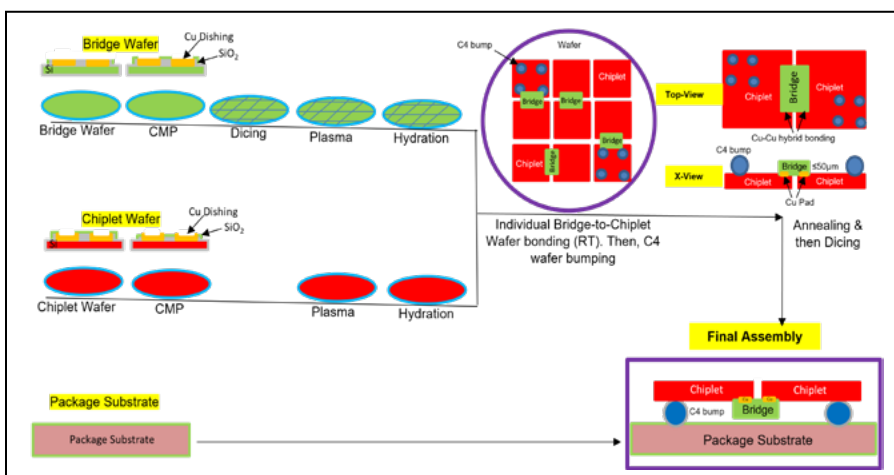 Bridge Wafer
Cu Dishing
SiO₂
Si
Bridge Wafer
CMP
Dicing
Plasma
Hydration
Chiplet Wafer
Cu Dishing
SiO₂
Si
Chiplet Wafer
CMP
Plasma
Hydration
C4 bump
Wafer
Chiplet
Bridge
Bridge
Bridge
Chiplet
Bridge
Individual Bridge-to-Chiplet
Wafer bonding (RT). Then, C4
wafer bumping
Top-View
Chiplet
Bridge
Chiplet
Cu-Cu hybrid bonding
C4 bump
Bridge
≤50μm
X-View
Chiplet
Chiplet
Cu Pad
Annealing &
then Dicing
Final Assembly
Chiplet
Chiplet
C4 bump
Bridge
Package Substrate
Package Substrate
Package Substrate